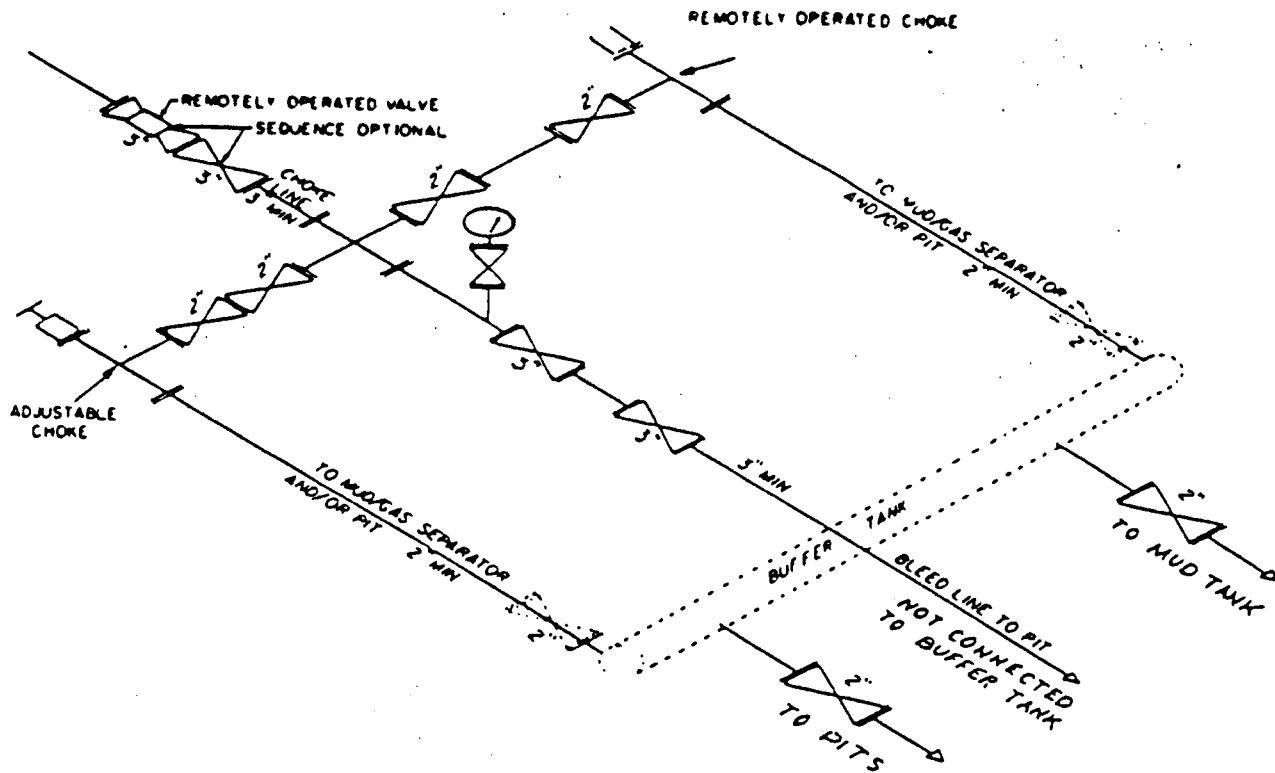 REMOTELY OPERATED CHOKE
REMOTELY OPERATED VALVE
SEQUENCE OPTIONAL
3"
3"
CHOKE
LINE
3 MIN
2"
2"
2"
2"
ADJUSTABLE
CHOKE
3"
3"
3" MIN
TO MUD/GAS SEPARATOR
AND/OR PIT 2" MIN
2"
TO MUD/GAS SEPARATOR
AND/OR PIT 2" MIN
2"
BUFFER TANK
BLEED LINE TO PIT
NOT CONNECTED
TO BUFFER TANK
2"
TO MUD TANK
2"
TO PITS